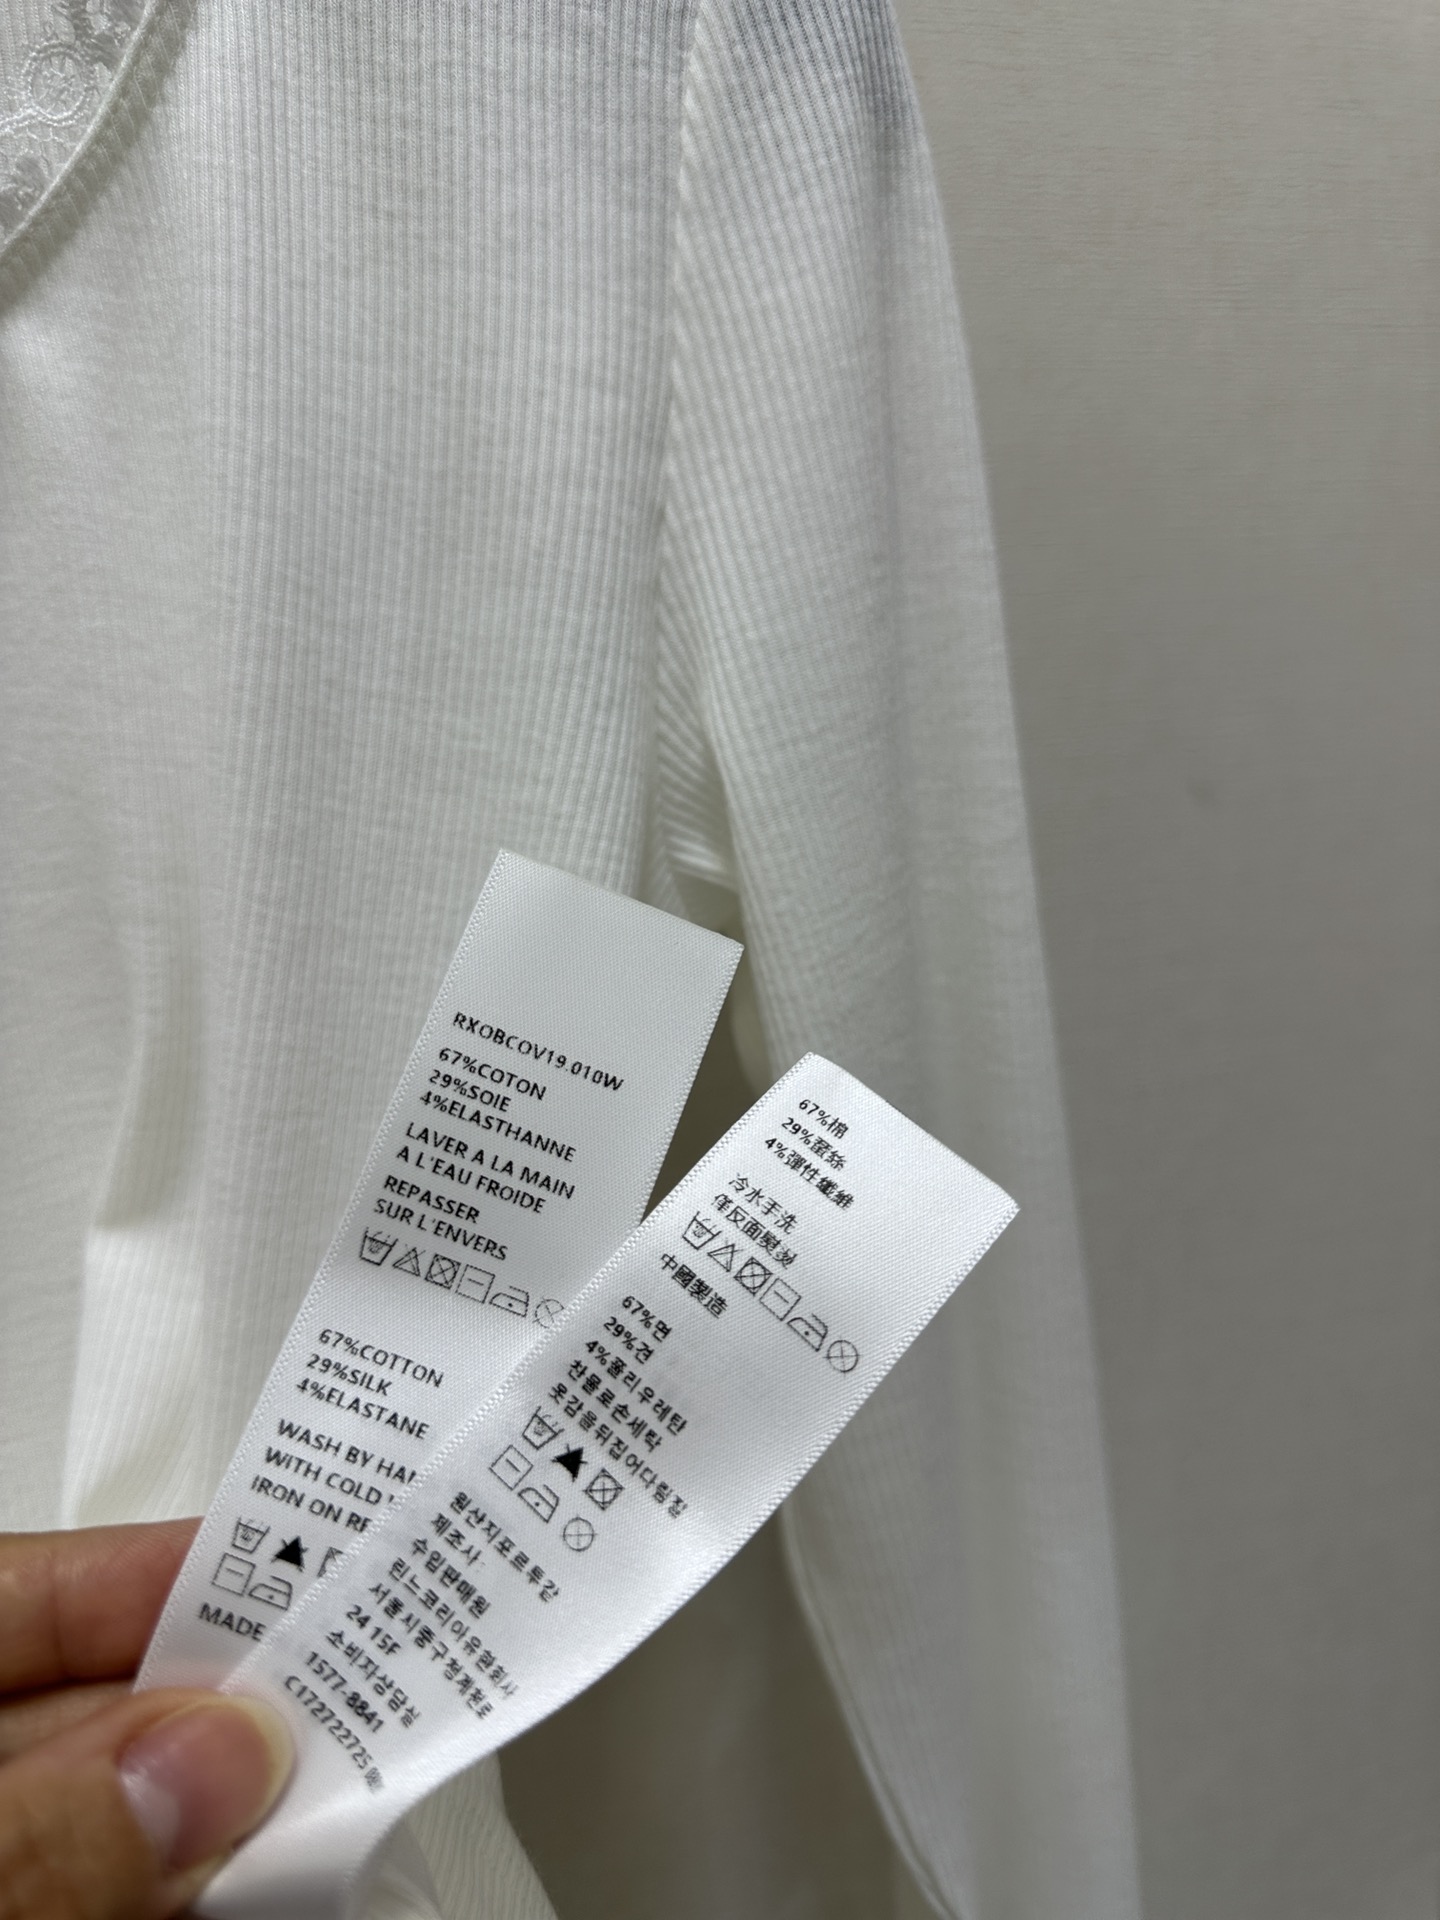 RXOBCOV19.010W
67%COTON
29%SOIE
4%ELASTHANNE
LAVER A LA MAIN
A L'EAU FROIDE
REPASSER
SUR L'ENVERS
67%COTTON
29%SILK
4%ELASTANE
WASH BY HA
WITH COLD
IRON ON RE
MADE
67%棉
29%蚕絲
4%彈性纖維
冷水手洗
僅反面熨燙
中國製造
67%면
29%견
4%폴리우레탄
찬물로손세탁
옷감을뒤집어다림질
원산지포르투갈
제조사:
수입판매원
린느코리아유한회사
서울시중구청계천로
24 15F
소비자상담실
1577-8841
C172722725